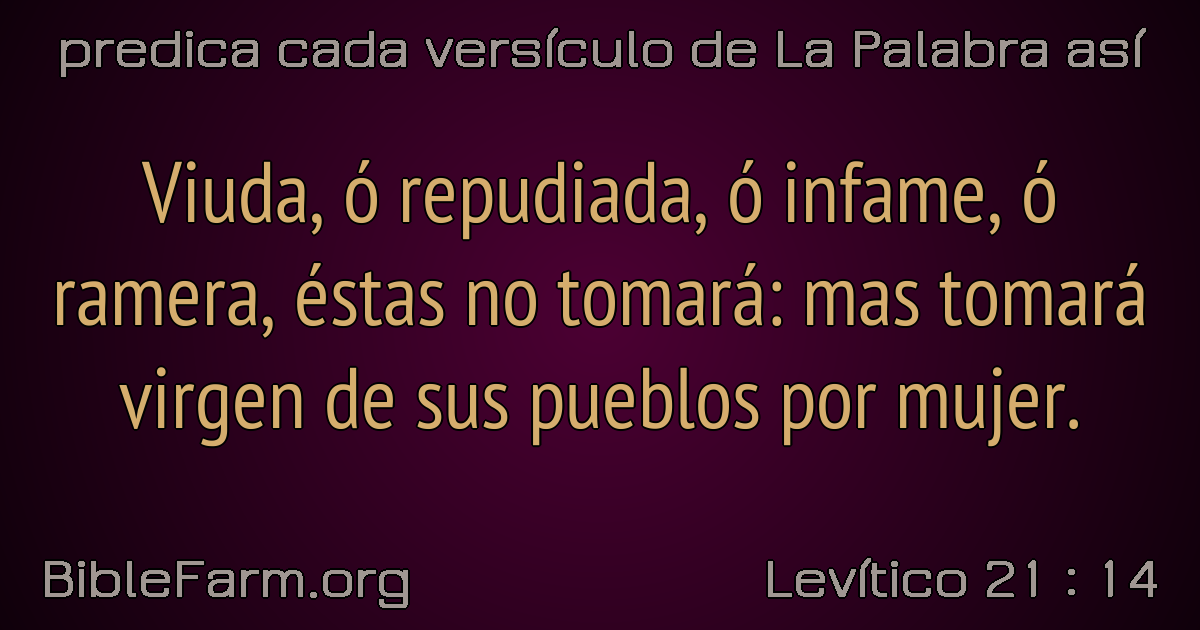 predica cada versículo de La Palabra así
Viuda, ó repudiada, ó infame, ó
ramera, éstas no tomará: mas tomará
virgen de sus pueblos por mujer.
BibleFarm.org
Levítico 21 : 14